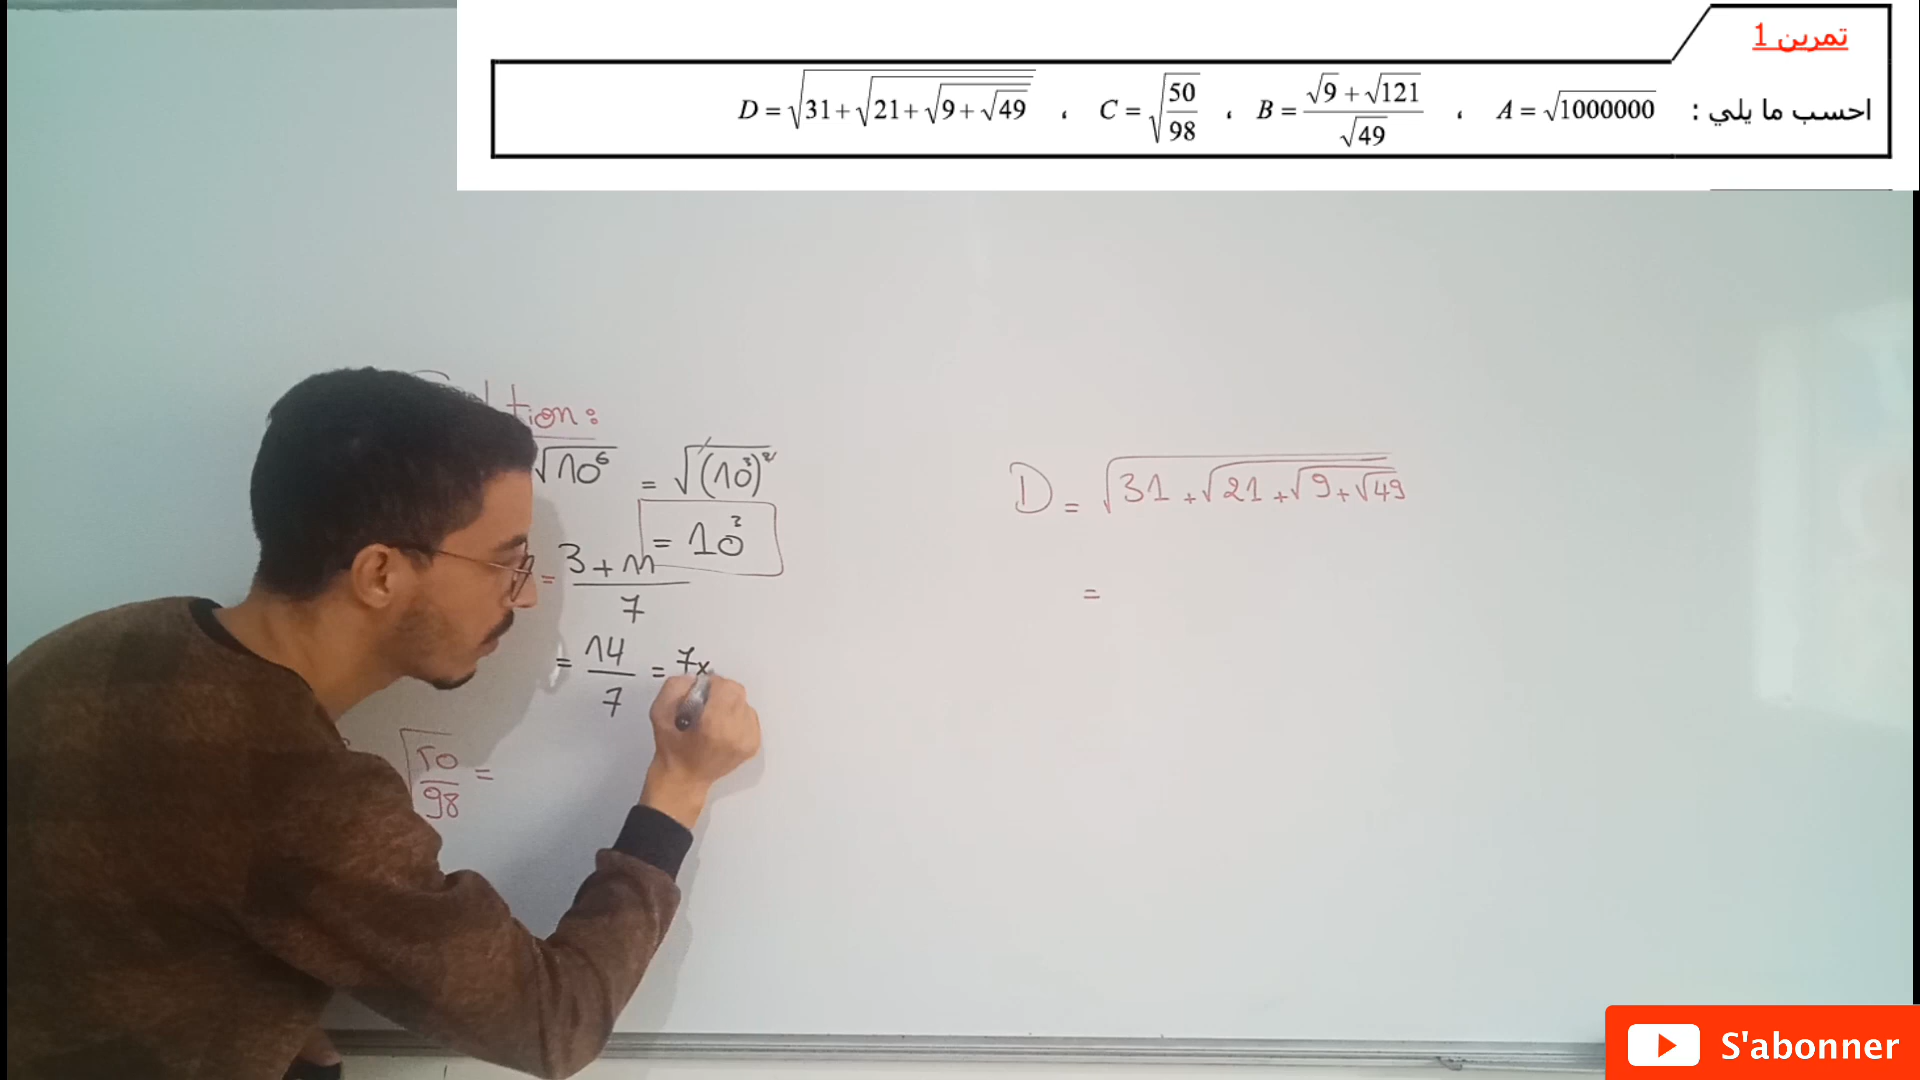 تمرين 1
احسب ما يلي : A = √1000000 ، B = (√9 + √121) / √49 ، C = √(50/98) ، D = √(31 + √(21 + √(9 + √49)))
tion:
√10⁶ = √(10³)²
= 10³
= (3 + 11) / 7
= 14/7 = 7x
√(50/98) =
D = √(31 + √(21 + √(9 + √49)))
=
S'abonner